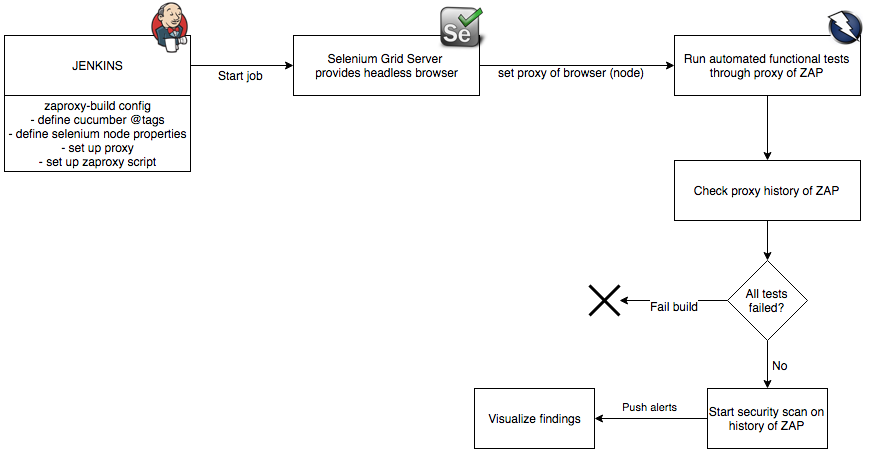 JENKINS
zaproxy-build config
- define cucumber @tags
- define selenium node properties
- set up proxy
- set up zaproxy script
Start job
Se
Selenium Grid Server
provides headless browser
set proxy of browser (node)
Run automated functional tests
through proxy of ZAP
Check proxy history of ZAP
All tests
failed?
Fail build
No
Start security scan on
history of ZAP
Push alerts
Visualize findings